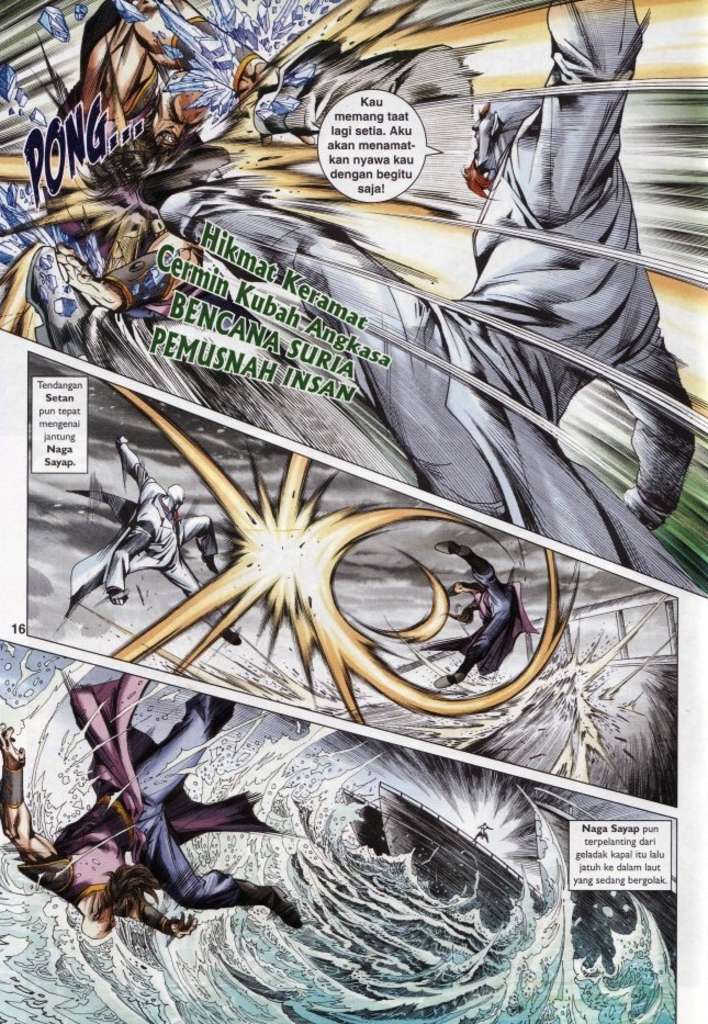 Kau
memang taat
lagi setia. Aku
akan menamat-
kan nyawa kau
dengan begitu
saja!
PONG...
Hikmat Keramat
Cermin Kubah Angkasa
BENCANA SURIA
PEMUSNAH INSAN
Tendangan
Setan
pun tepat
mengenai
jantung
Naga
Sayap.
16
Naga Sayap pun
terpelanting dari
geladak kapal itu lalu
jatuh ke dalam laut
yang sedang bergolak.